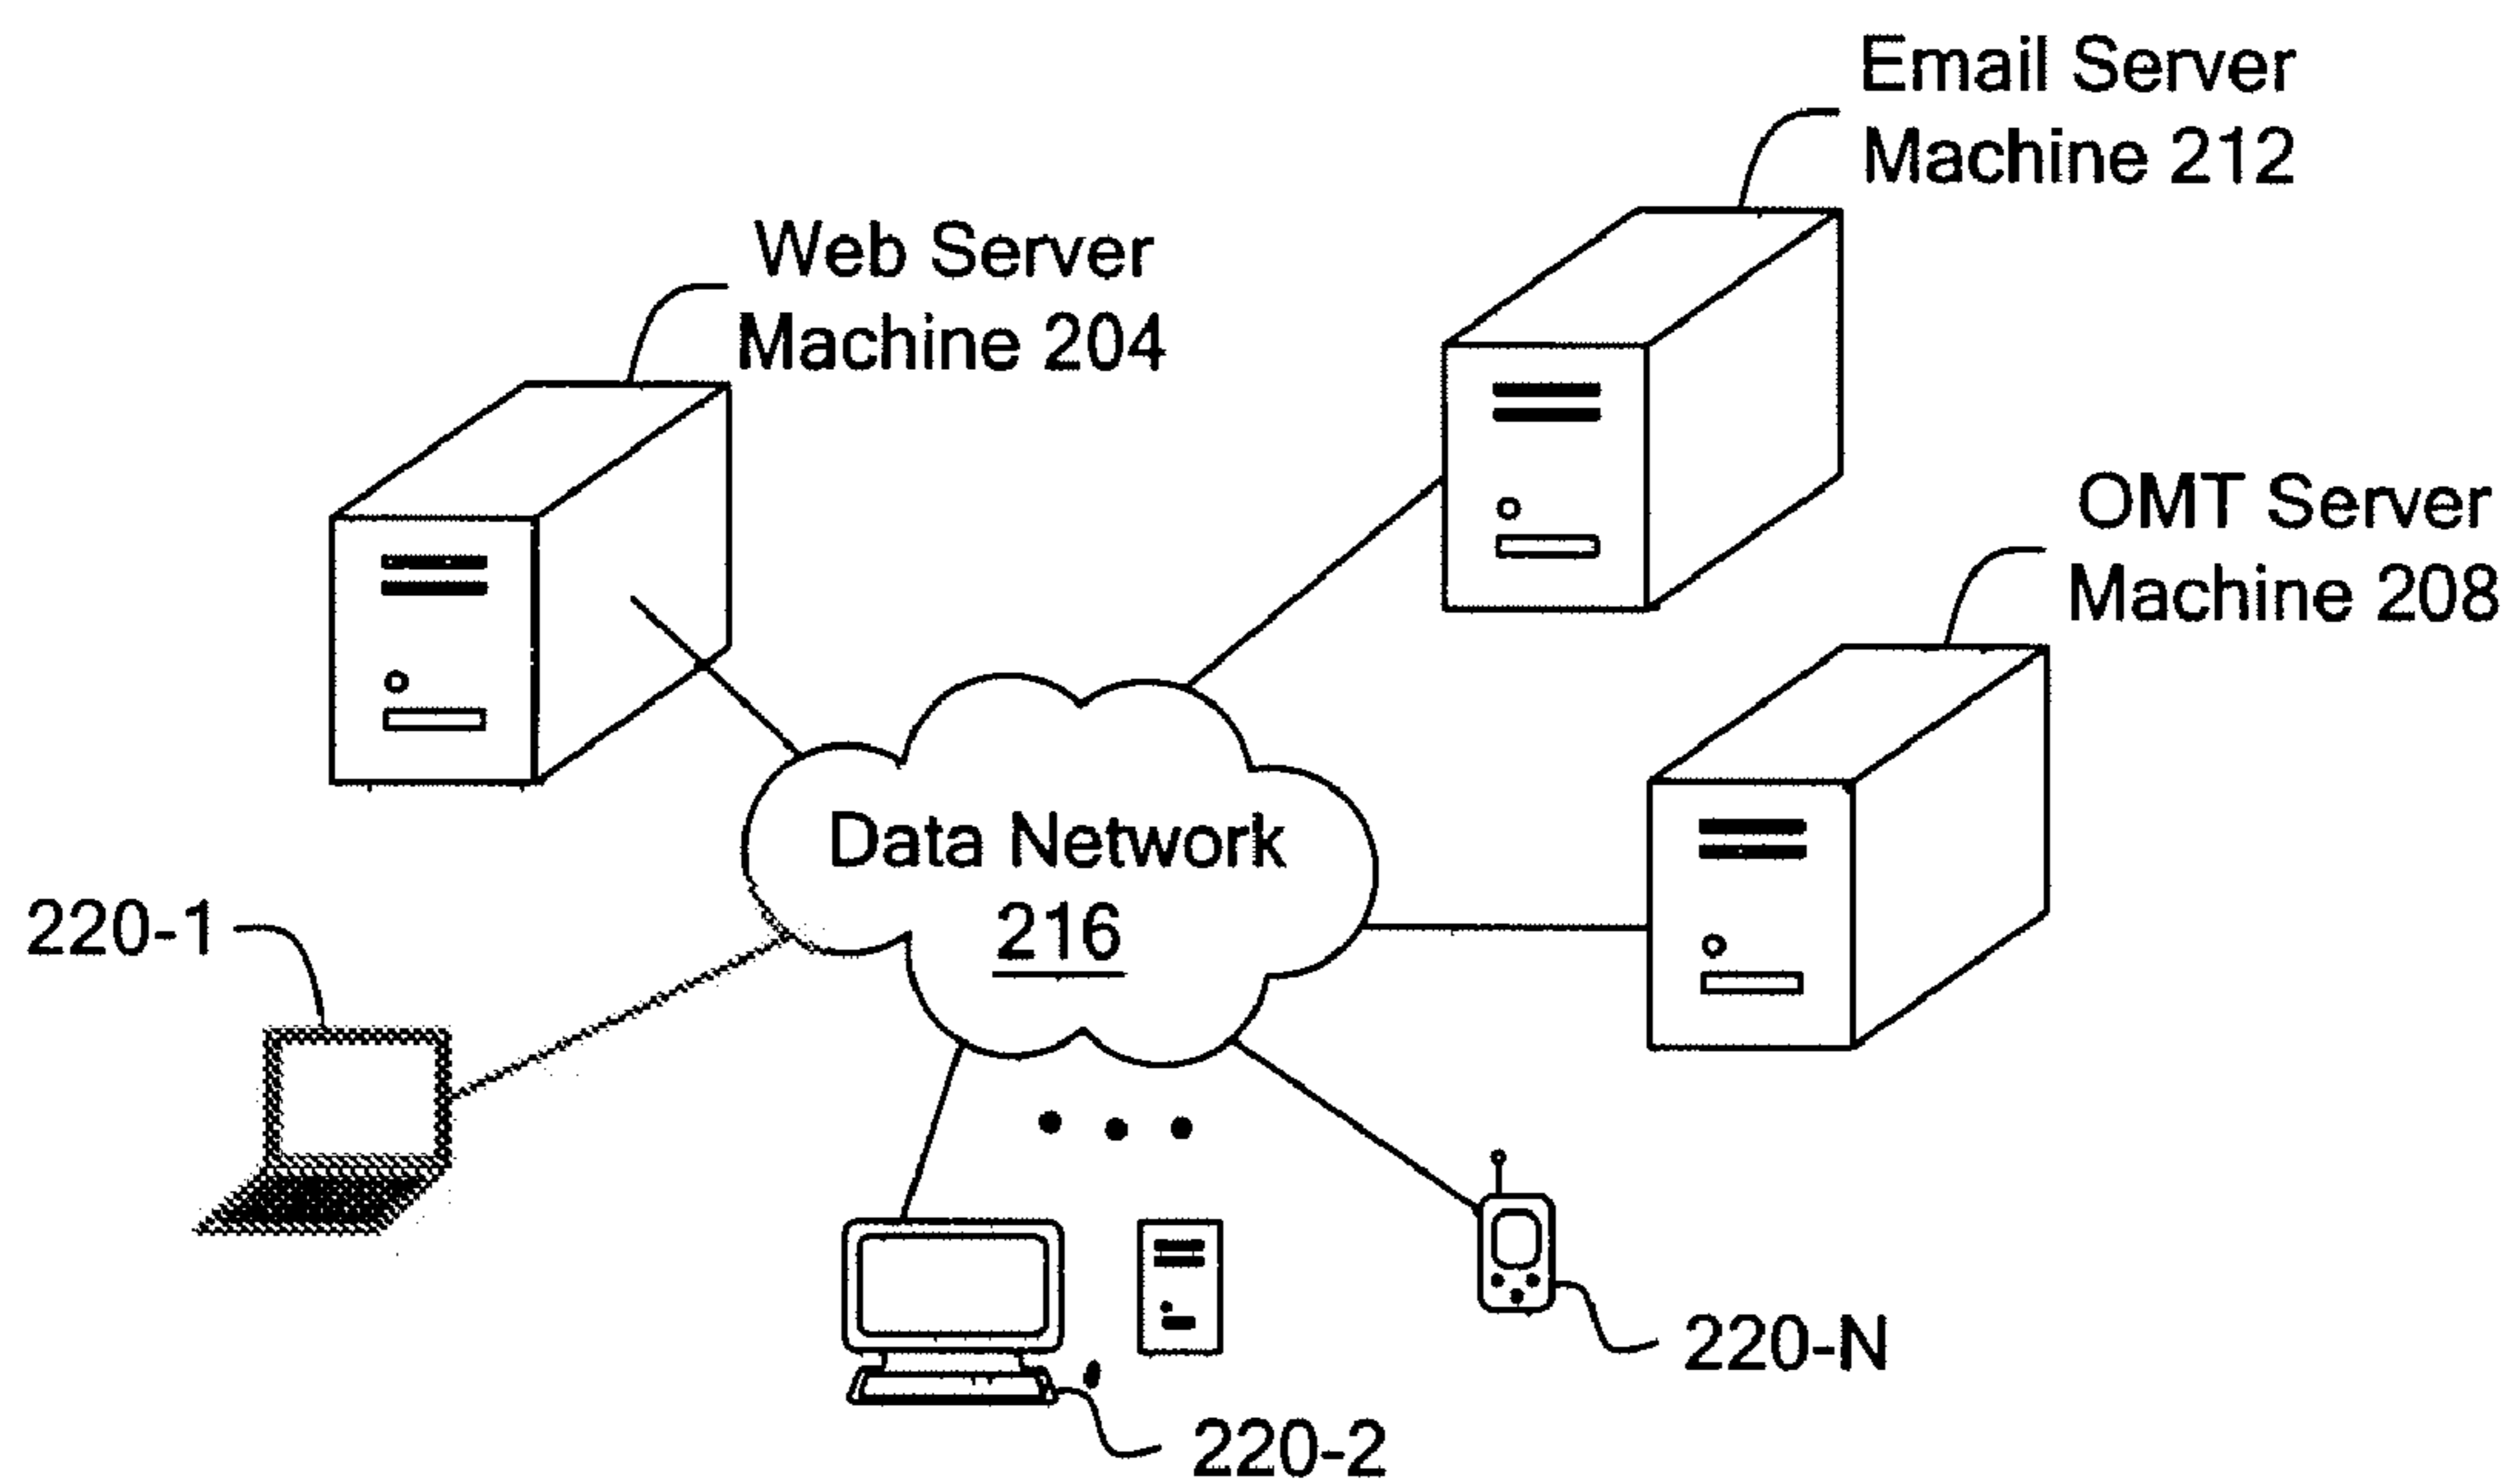 Email Server
Machine 212
Web Server
Machine 204
OMT Server
Machine 208
Data Network
216
220-1
220-N
220-2